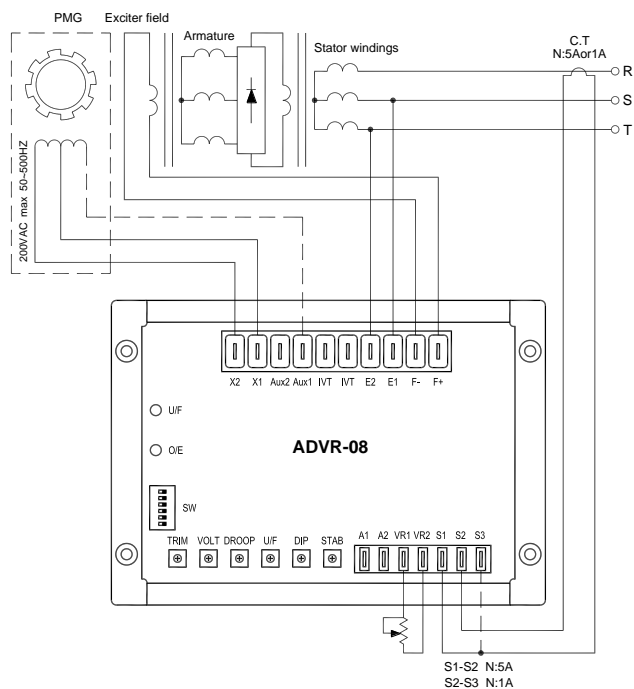 PMG Exciter field
Armature
Stator windings
C.T
N:5Aor1A
R
S
T
200VAC max 50~500HZ
X2 X1 Aux2 Aux1 IVT IVT E2 E1 F- F+
U/F
O/E
ADVR-08
SW
TRIM VOLT DROOP U/F DIP STAB
A1 A2 VR1 VR2 S1 S2 S3
S1-S2 N:5A
S2-S3 N:1A